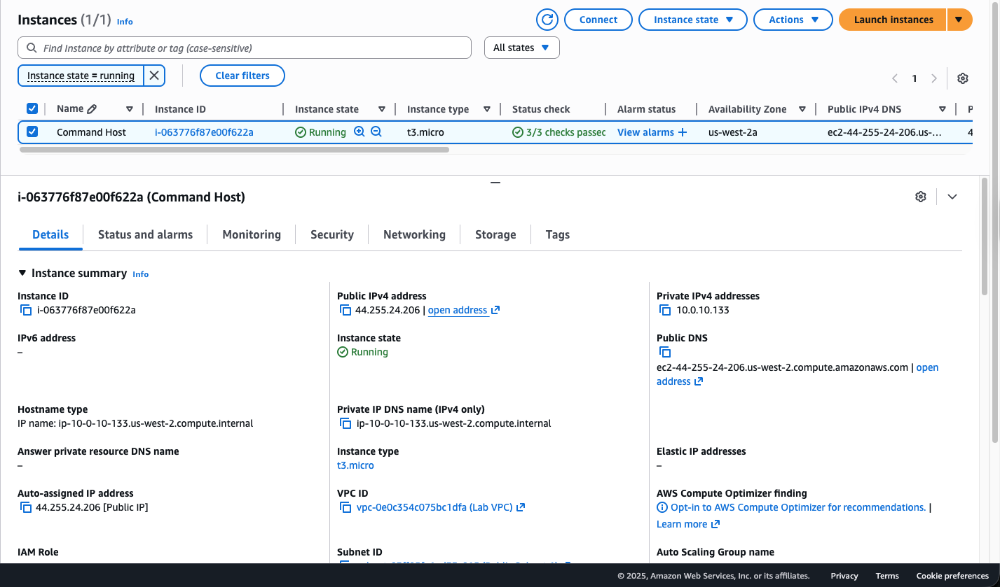 Instances (1/1) Info
Connect Instance state Actions Launch instances
Find Instance by attribute or tag (case-sensitive) All states
Instance state = running Clear filters 1
Name Instance ID Instance state Instance type Status check Alarm status Availability Zone Public IPv4 DNS P
Command Host i-063776f87e00f622a Running t3.micro 3/3 checks passed View alarms + us-west-2a ec2-44-255-24-206.us-... 4
i-063776f87e00f622a (Command Host)
Details Status and alarms Monitoring Security Networking Storage Tags
Instance summary Info
Instance ID
i-063776f87e00f622a
Public IPv4 address
44.255.24.206 | open address
Private IPv4 addresses
10.0.10.133
IPv6 address
–
Instance state
Running
Public DNS
ec2-44-255-24-206.us-west-2.compute.amazonaws.com | open
address
Hostname type
IP name: ip-10-0-10-133.us-west-2.compute.internal
Private IP DNS name (IPv4 only)
ip-10-0-10-133.us-west-2.compute.internal
Answer private resource DNS name
–
Instance type
t3.micro
Elastic IP addresses
–
Auto-assigned IP address
44.255.24.206 [Public IP]
VPC ID
vpc-0e0c354c075bc1dfa (Lab VPC)
AWS Compute Optimizer finding
Opt-in to AWS Compute Optimizer for recommendations. |
Learn more
IAM Role
Subnet ID
Auto Scaling Group name
© 2025, Amazon Web Services, Inc. or its affiliates. Privacy Terms Cookie preferences